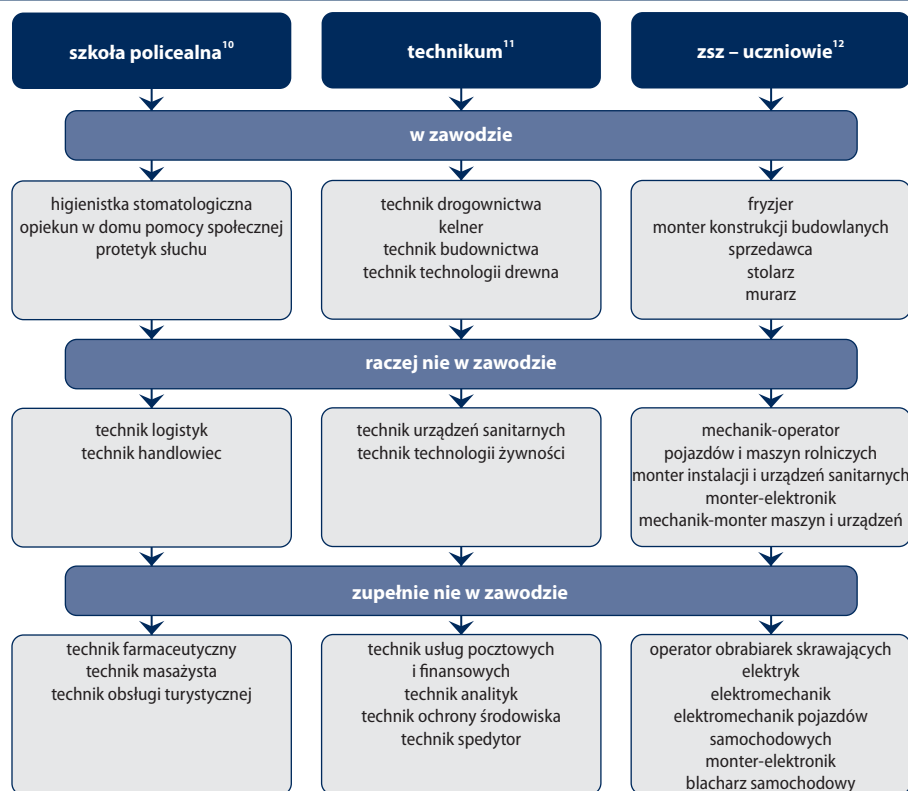 szkoła policealna10
technikum11
zsz – uczniowie12
w zawodzie
higienistka stomatologiczna
opiekun w domu pomocy społecznej
protetyk słuchu
technik drogownictwa
kelner
technik budownictwa
technik technologii drewna
fryzjer
monter konstrukcji budowlanych
sprzedawca
stolarz
murarz
raczej nie w zawodzie
technik logistyk
technik handlowiec
technik urządzeń sanitarnych
technik technologii żywności
mechanik-operator
pojazdów i maszyn rolniczych
monter instalacji i urządzeń sanitarnych
monter-elektronik
mechanik-monter maszyn i urządzeń
zupełnie nie w zawodzie
technik farmaceutyczny
technik masażysta
technik obsługi turystycznej
technik usług pocztowych
i finansowych
technik analityk
technik ochrony środowiska
technik spedytor
operator obrabiarek skrawających
elektryk
elektromechanik
elektromechanik pojazdów
samochodowych
monter-elektronik
blacharz samochodowy